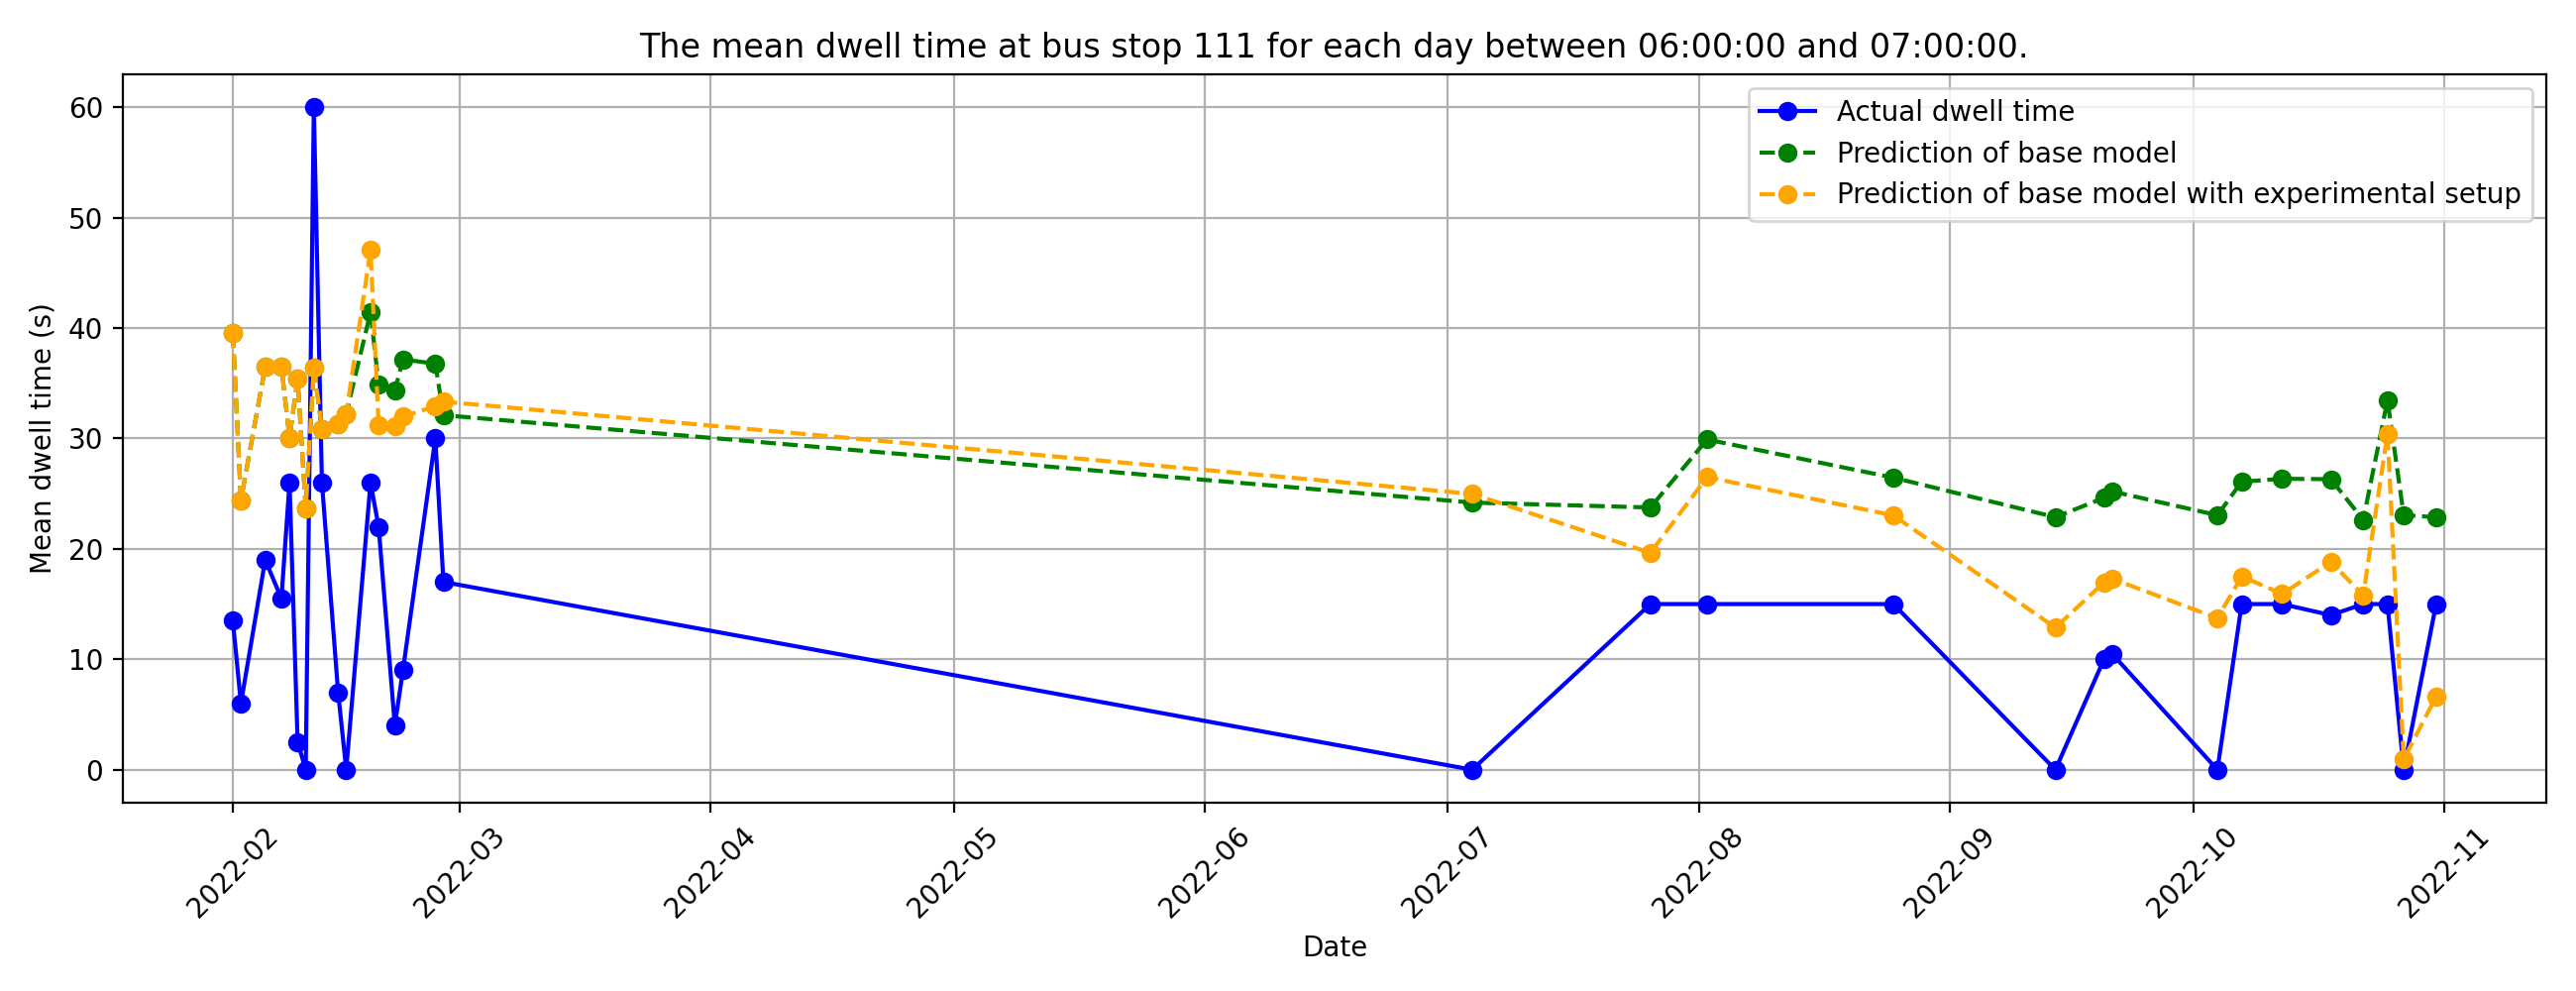 The mean dwell time at bus stop 111 for each day between 06:00:00 and 07:00:00.
Actual dwell time
Prediction of base model
Prediction of base model with experimental setup
Mean dwell time (s)
60
50
40
30
20
10
0
2022-02
2022-03
2022-04
2022-05
2022-06
2022-07
2022-08
2022-09
2022-10
2022-11
Date